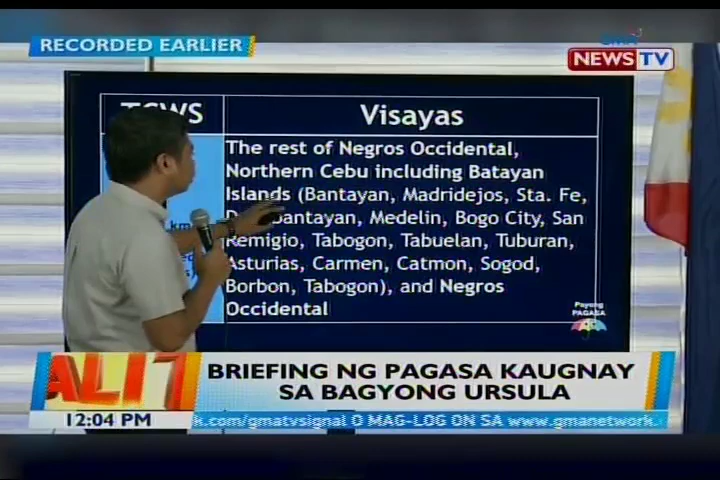 RECORDED EARLIER
GMA
NEWS TV
TCWS
Visayas
The rest of Negros Occidental,
Northern Cebu including Batayan
Islands (Bantayan, Madridejos, Sta. Fe,
Medelin, Bogo City, San
Remigio, Tabogon, Tabuelan, Tuburan,
Asturias, Carmen, Catmon, Sogod,
Borbon, Tabogon), and Negros
Occidental
Payong
PAGASA
BRIEFING NG PAGASA KAUGNAY
SA BAGYONG URSULA
12:04 PM
k.com/gmatvsignal O MAG-LOG ON SA www.gmanetwork.